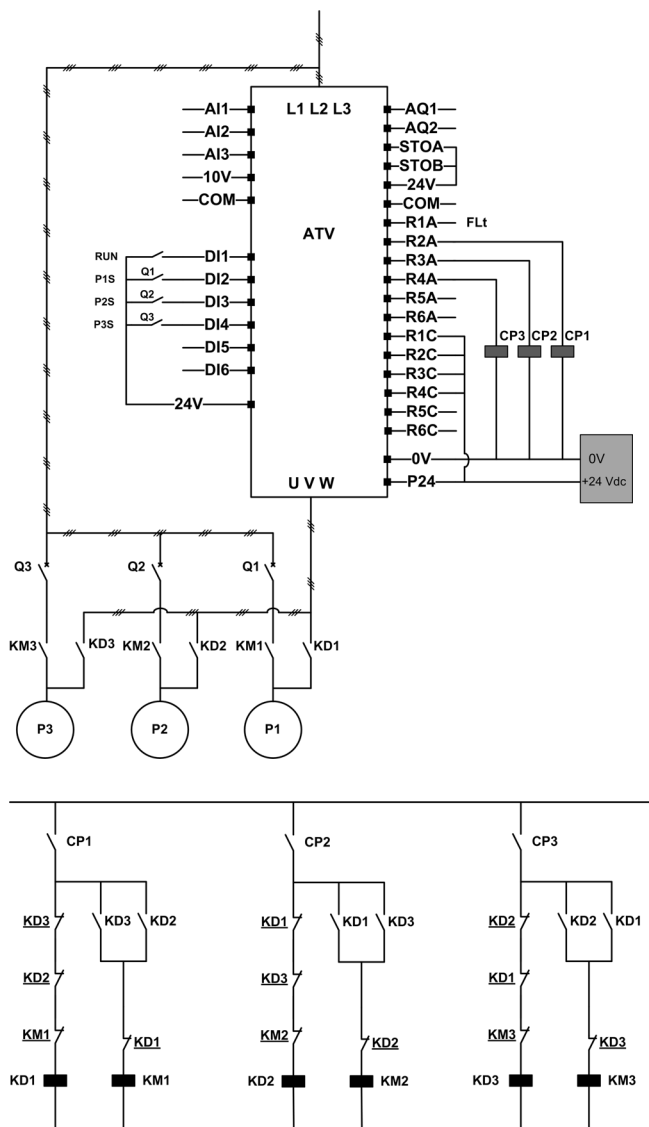 L1 L2 L3
AI1
AI2
AI3
10V
COM
RUN
DI1
P1S
Q1
DI2
P2S
Q2
DI3
P3S
Q3
DI4
DI5
DI6
24V
ATV
U V W
AQ1
AQ2
STOA
STOB
24V
COM
R1A
FLt
R2A
R3A
R4A
R5A
R6A
R1C
R2C
R3C
R4C
R5C
R6C
0V
P24
CP3
CP2
CP1
0V
+24 Vdc
Q3
Q2
Q1
KM3
KD3
KM2
KD2
KM1
KD1
P3
P2
P1
CP1
KD3
KD3
KD2
KD2
KM1
KD1
KD1
KM1
CP2
KD1
KD1
KD3
KD3
KM2
KD2
KD2
KM2
CP3
KD2
KD2
KD1
KD1
KM3
KD3
KD3
KM3